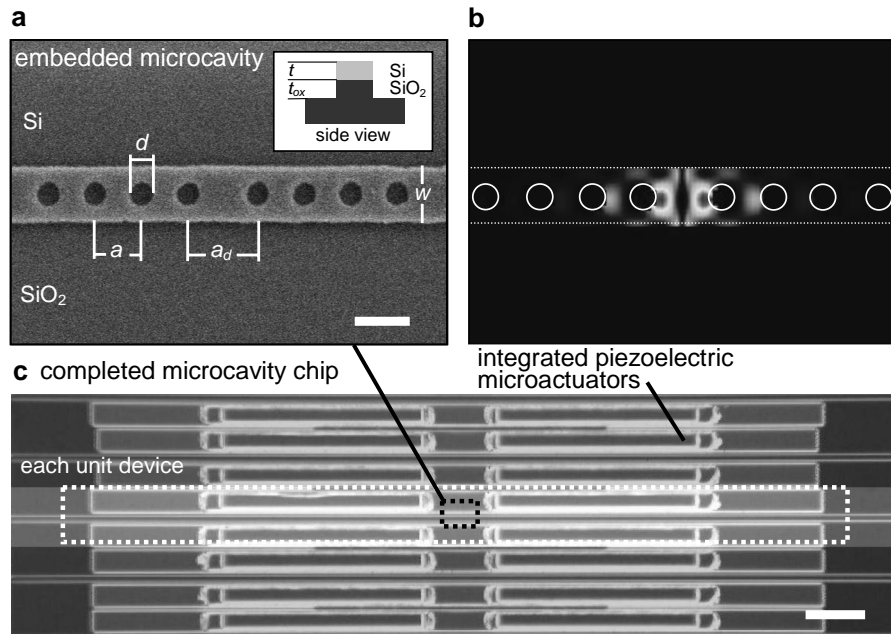 a
embedded microcavity
t
Si
t_ox
SiO₂
side view
Si
d
w
a
a_d
SiO₂
b
c completed microcavity chip
integrated piezoelectric
microactuators
each unit device